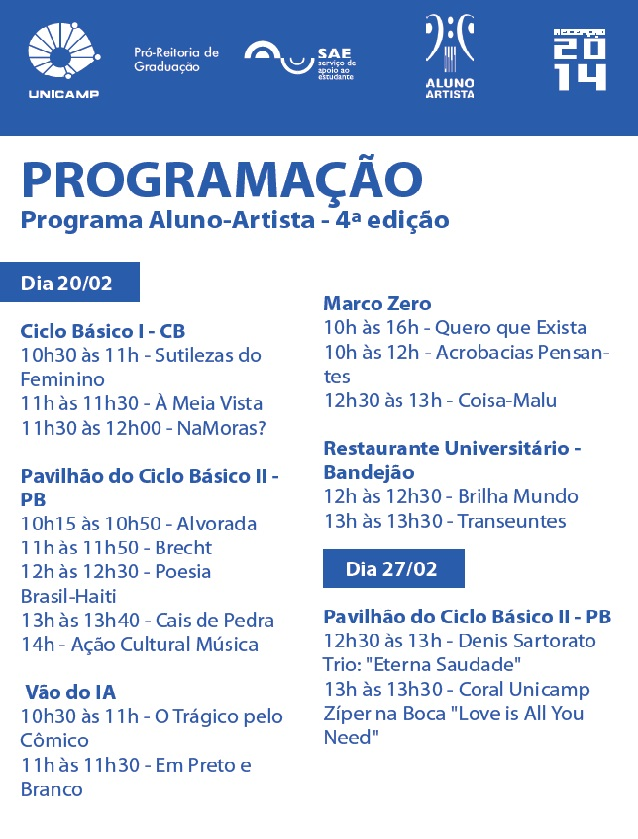 UNICAMP
Pró-Reitoria de
Graduação
SAE
serviço de
apoio ao
estudante
ALUNO
ARTISTA
RECEPÇÃO
20
14
PROGRAMAÇÃO
Programa Aluno-Artista - 4ª edição
Dia 20/02
Ciclo Básico I - CB
10h30 às 11h - Sutilezas do
Feminino
11h às 11h30 - À Meia Vista
11h30 às 12h00 - NaMoras?
Pavilhão do Ciclo Básico II -
PB
10h15 às 10h50 - Alvorada
11h às 11h50 - Brecht
12h às 12h30 - Poesia
Brasil-Haiti
13h às 13h40 - Cais de Pedra
14h - Ação Cultural Música
Vão do IA
10h30 às 11h - O Trágico pelo
Cômico
11h às 11h30 - Em Preto e
Branco
Marco Zero
10h às 16h - Quero que Exista
10h às 12h - Acrobacias Pensan-
tes
12h30 às 13h - Coisa-Malu
Restaurante Universitário -
Bandejão
12h às 12h30 - Brilha Mundo
13h às 13h30 - Transeuntes
Dia 27/02
Pavilhão do Ciclo Básico II - PB
12h30 às 13h - Denis Sartorato
Trio: "Eterna Saudade"
13h às 13h30 - Coral Unicamp
Zíper na Boca "Love is All You
Need"